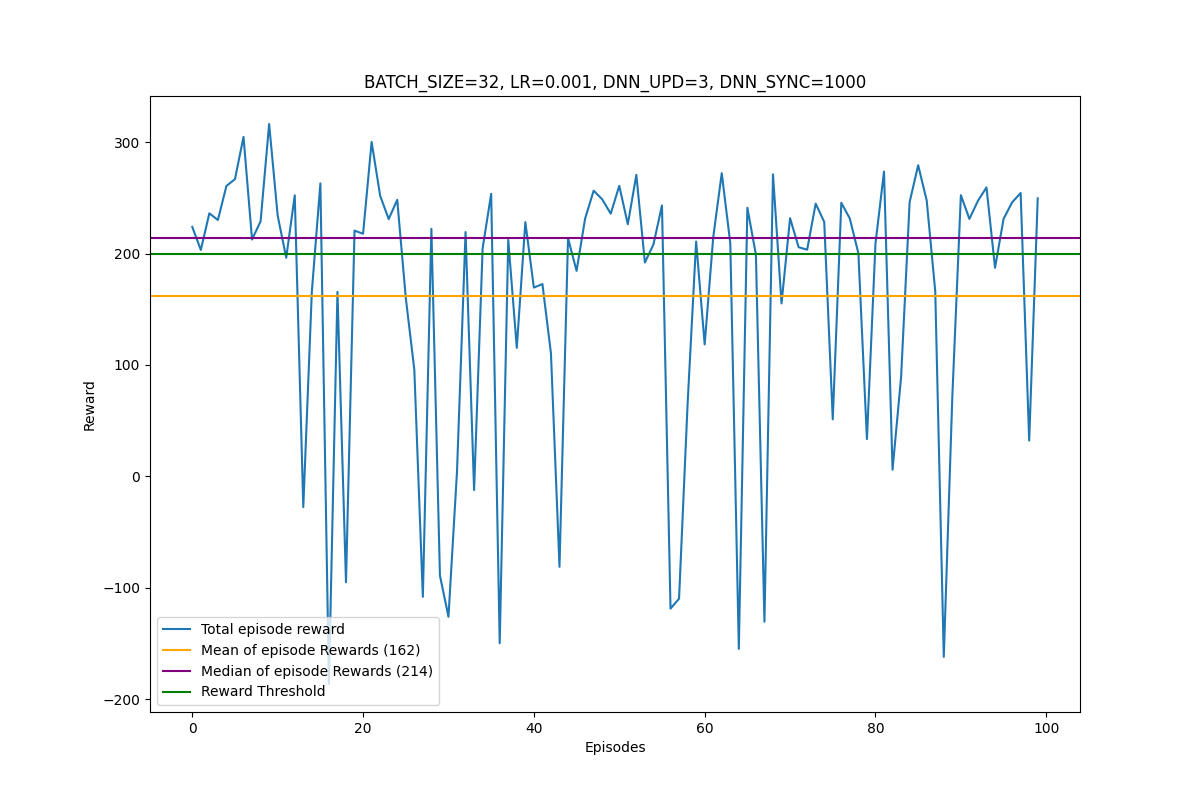 BATCH_SIZE=32, LR=0.001, DNN_UPD=3, DNN_SYNC=1000
300
200
100
0
−100
−200
Reward
Total episode reward
Mean of episode Rewards (162)
Median of episode Rewards (214)
Reward Threshold
0 20 40 60 80 100
Episodes